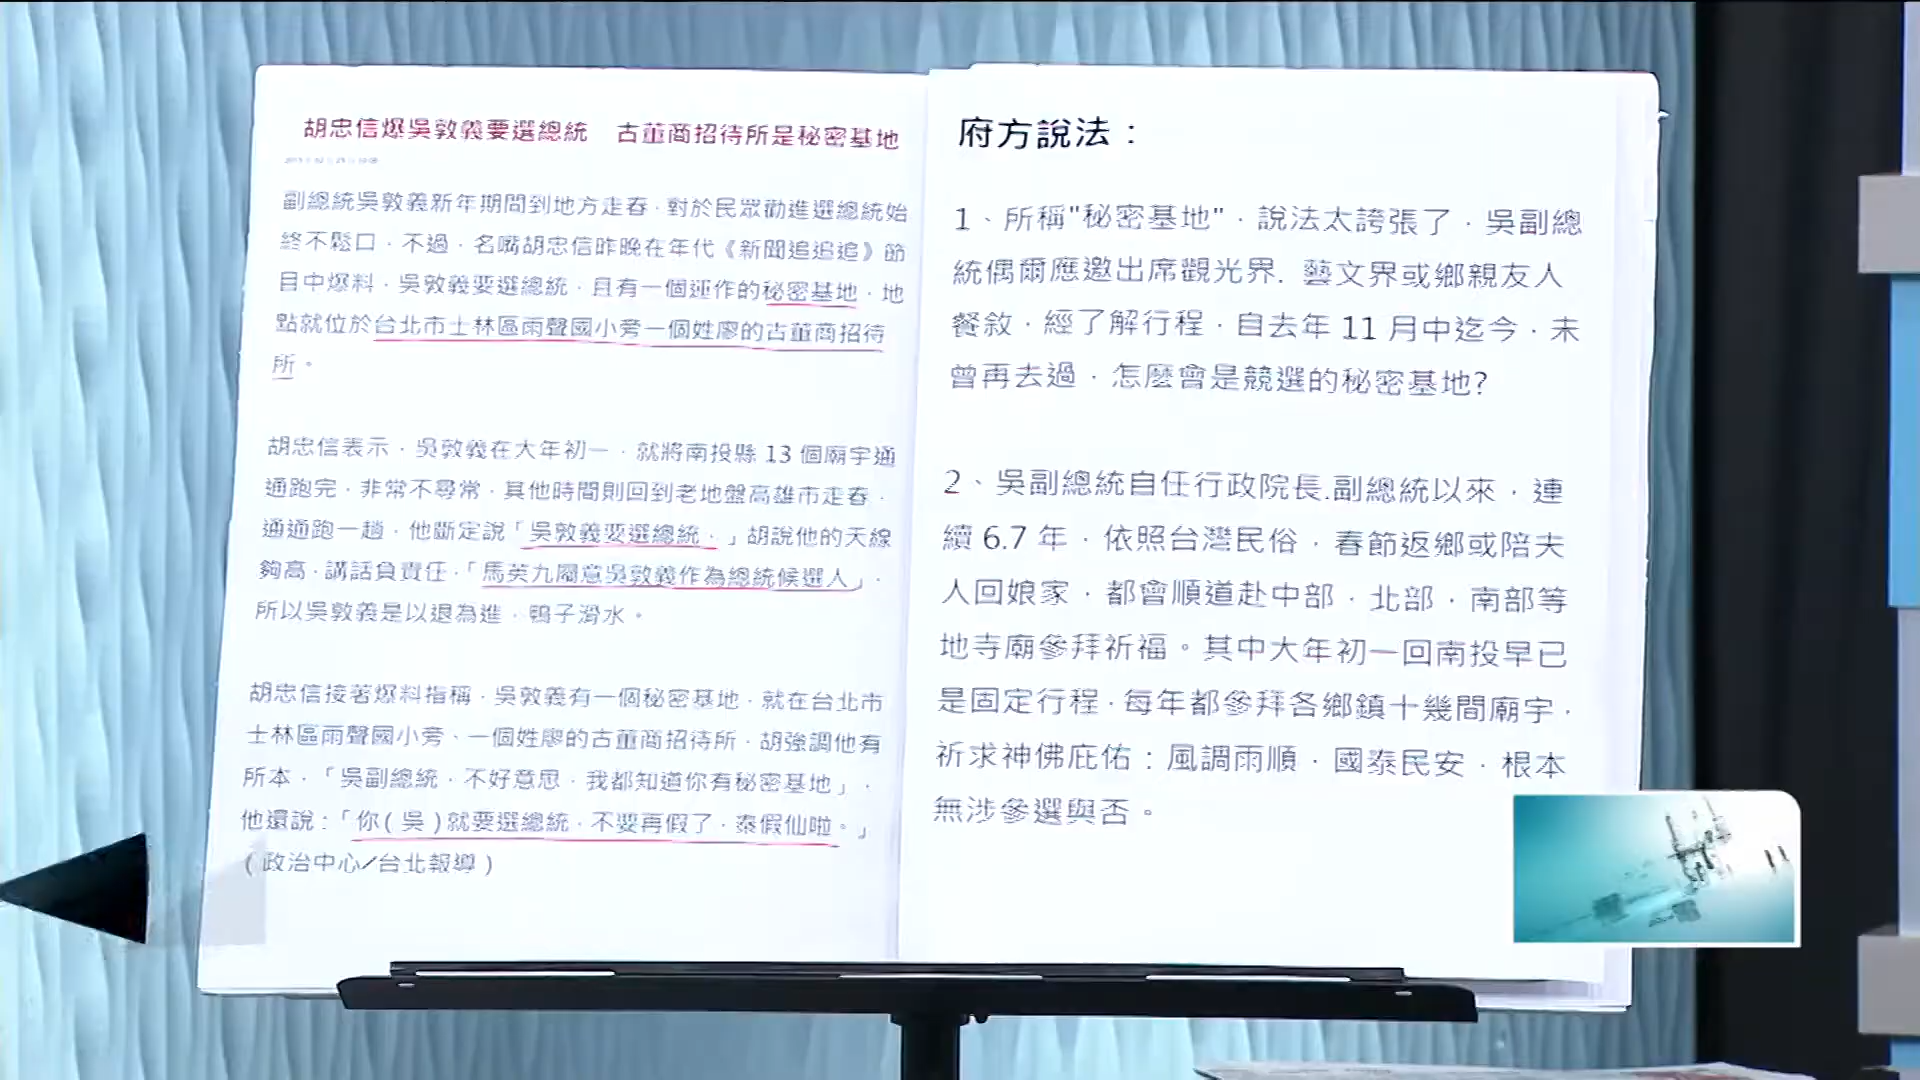 胡忠信爆吳敦義要選總統　古董商招待所是秘密基地
副總統吳敦義新年期間到地方走春，對於民眾勸進選總統始
終不鬆口，不過，名嘴胡忠信昨晚在年代《新聞追追追》節
目中爆料，吳敦義要選總統，且有一個運作的秘密基地，地
點就位於台北市士林區雨聲國小旁一個姓廖的古董商招待
所。
胡忠信表示，吳敦義在大年初一，就將南投縣 13 個廟宇通
通跑完，非常不尋常，其他時間則回到老地盤高雄市走春，
通通跑一趟，他斷定說「吳敦義要選總統，」胡說他的天線
夠高，講話負責任，「馬英九屬意吳敦義作為總統候選人」，
所以吳敦義是以退為進，鴨子滑水。
胡忠信接著爆料指稱，吳敦義有一個秘密基地，就在台北市
士林區雨聲國小旁、一個姓廖的古董商招待所，胡強調他有
所本，「吳副總統，不好意思，我都知道你有秘密基地」，
他還說：「你(吳)就要選總統，不要再假了，泰假仙啦。」
(政治中心／台北報導)
府方說法：
1、所稱"秘密基地"，說法太誇張了，吳副總
統偶爾應邀出席觀光界. 藝文界或鄉親友人
餐敘，經了解行程，自去年 11 月中迄今，未
曾再去過，怎麼會是競選的秘密基地?
2、吳副總統自任行政院長.副總統以來，連
續 6.7 年，依照台灣民俗，春節返鄉或陪夫
人回娘家，都會順道赴中部，北部，南部等
地寺廟參拜祈福。其中大年初一回南投早已
是固定行程，每年都參拜各鄉鎮十幾間廟宇，
祈求神佛庇佑：風調雨順，國泰民安，根本
無涉參選與否。